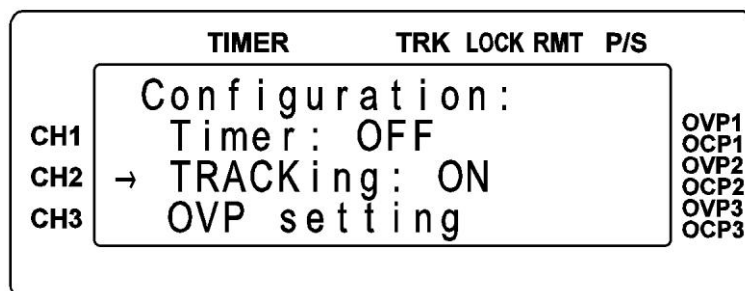 TIMER TRK LOCK RMT P/S
Configuration:
CH1 Timer: OFF OVP1
OCP1
CH2 → TRACKing: ON OVP2
OCP2
CH3 OVP setting OVP3
OCP3